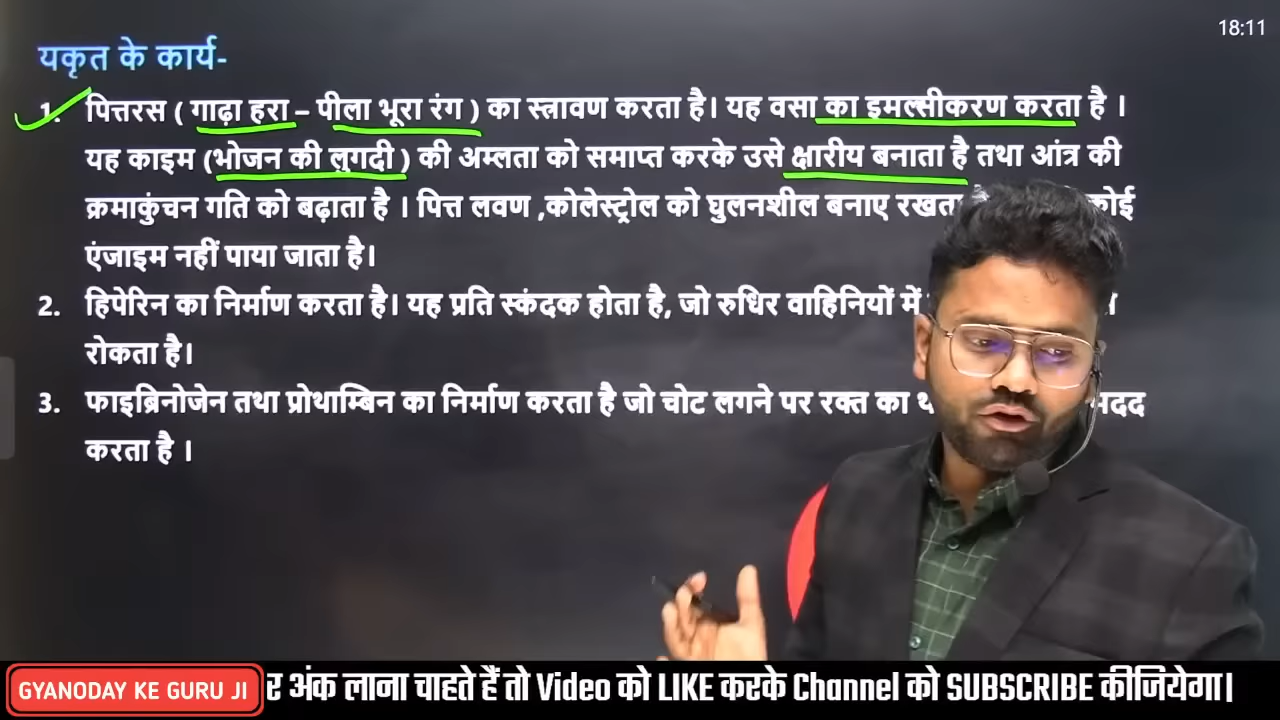 18:11
यकृत के कार्य-
1. पित्तरस ( गाढ़ा हरा – पीला भूरा रंग ) का स्त्रावण करता है। यह वसा का इमल्सीकरण करता है ।
यह काइम (भोजन की लुगदी ) की अम्लता को समाप्त करके उसे क्षारीय बनाता है तथा आंत्र की
क्रमाकुंचन गति को बढ़ाता है । पित्त लवण ,कोलेस्ट्रोल को घुलनशील बनाए रखता कोई
एंजाइम नहीं पाया जाता है।
2. हिपेरिन का निर्माण करता है। यह प्रति स्कंदक होता है, जो रुधिर वाहिनियों में
रोकता है।
3. फाइब्रिनोजेन तथा प्रोथाम्बिन का निर्माण करता है जो चोट लगने पर रक्त का मदद
करता है ।
GYANODAY KE GURU JI र अंक लाना चाहते हैं तो Video को LIKE करके Channel को SUBSCRIBE कीजियेगा|